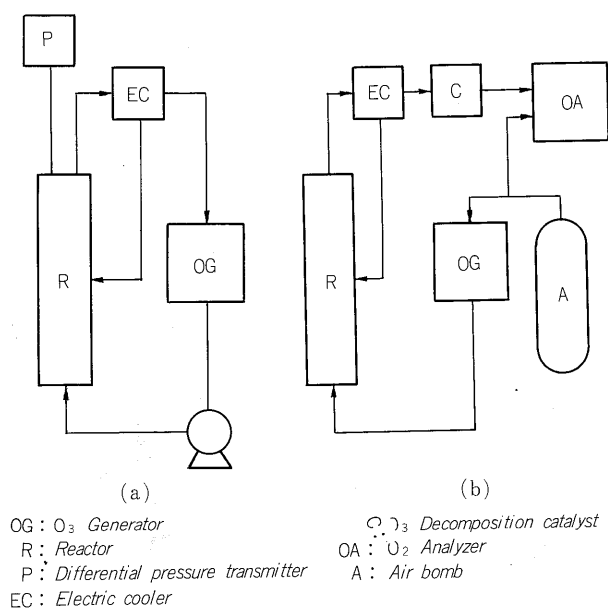 P
EC
R
OG
EC
C
OA
R
OG
A
(a)
(b)
OG : O₃ Generator
R : Reactor
P : Differential pressure transmitter
EC : Electric cooler
C : O₃ Decomposition catalyst
OA : O₂ Analyzer
A : Air bomb